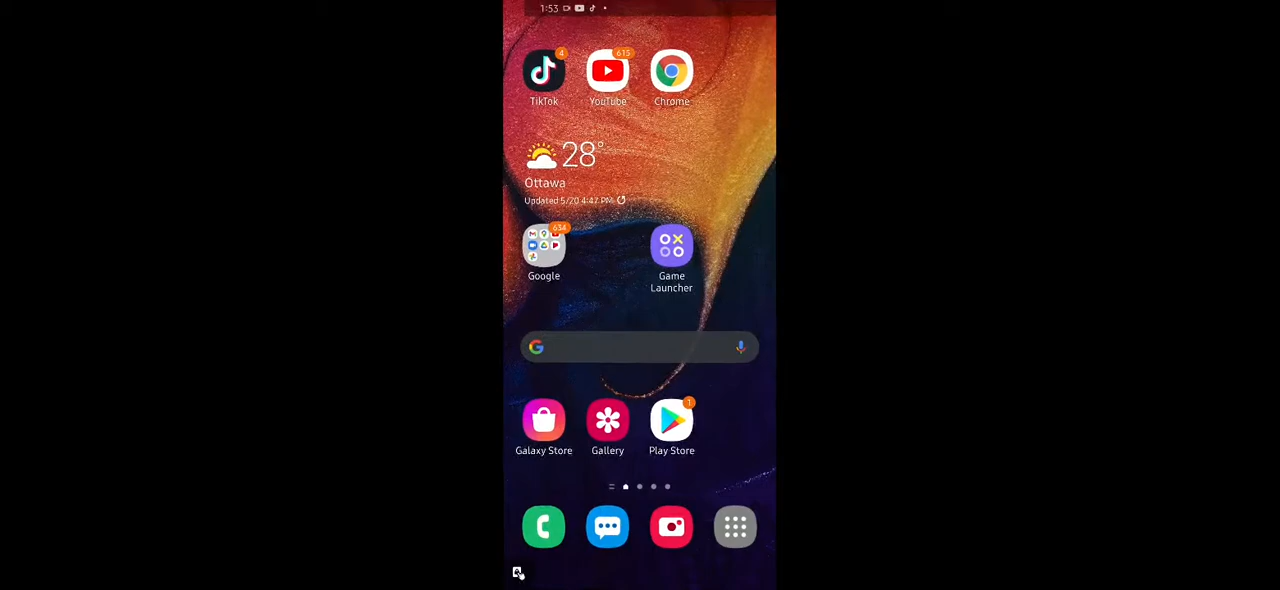 1:53
4
615
TikTok
YouTube
Chrome
28°
Ottawa
Updated 5/20 4:47 PM
634
Google
Game
Launcher
G
1
Galaxy Store
Gallery
Play Store